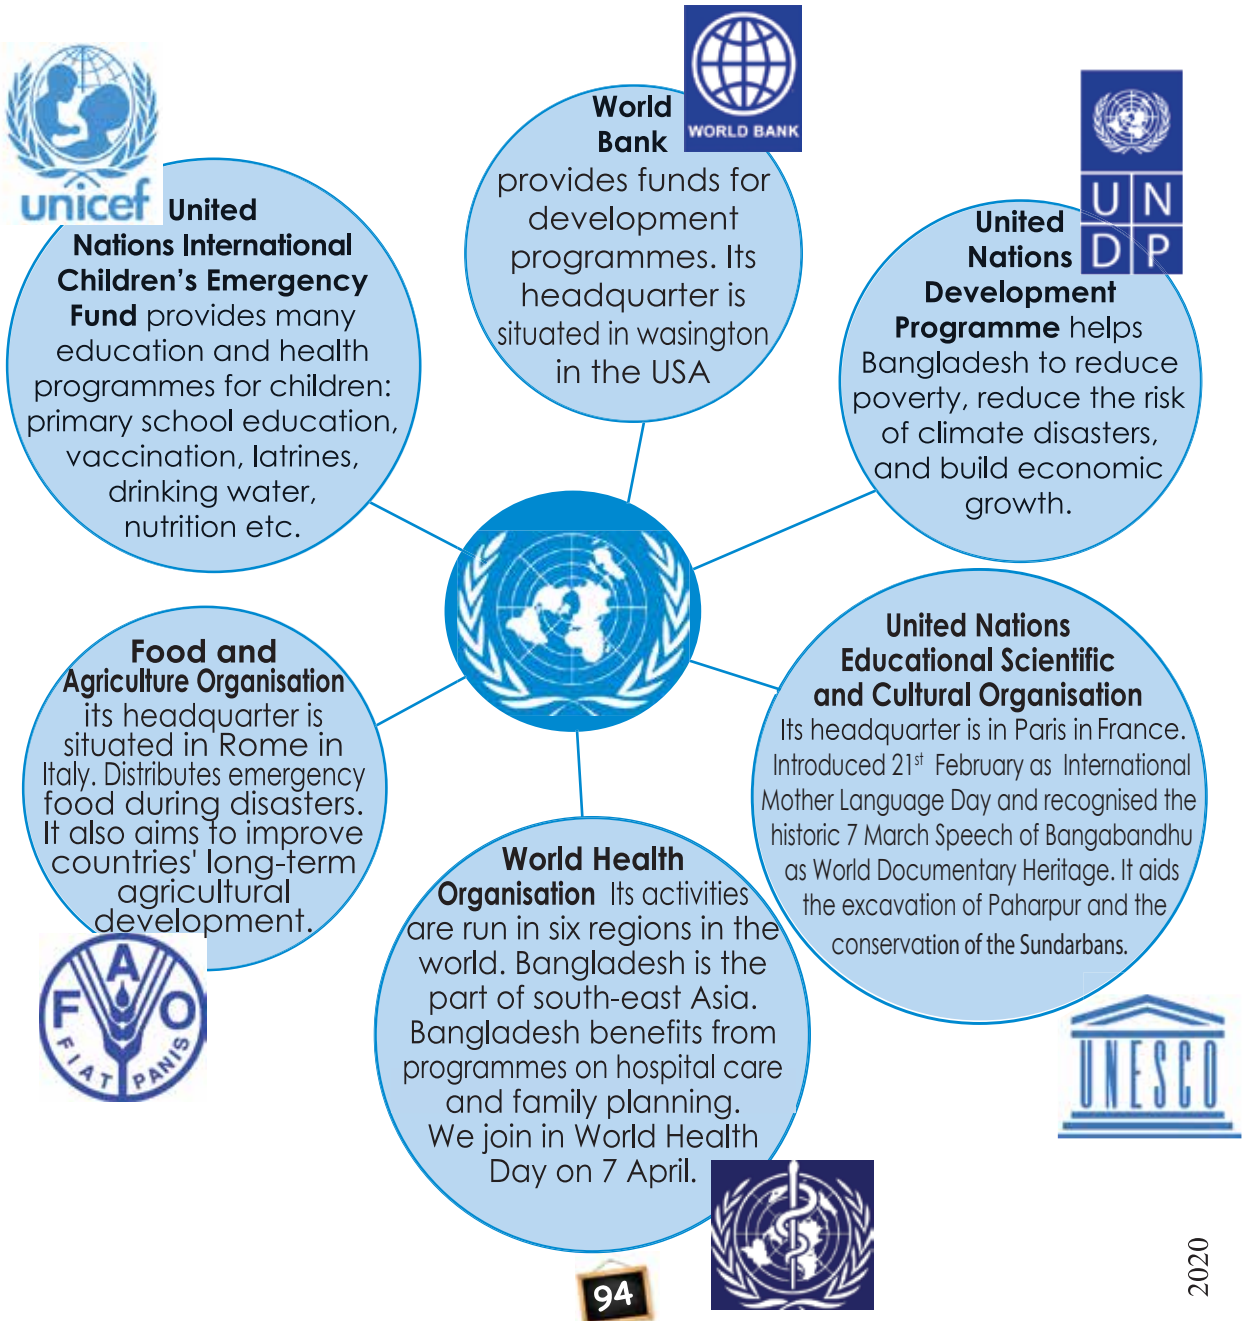 unicef
United
Nations International
Children’s Emergency
Fund provides many
education and health
programmes for children:
primary school education,
vaccination, latrines,
drinking water,
nutrition etc.
World
Bank
provides funds for
development
programmes. Its
headquarter is
situated in wasington
in the USA
WORLD BANK
United
Nations
Development
Programme helps
Bangladesh to reduce
poverty, reduce the risk
of climate disasters,
and build economic
growth.
U N
D P
Food and
Agriculture Organisation
its headquarter is
situated in Rome in
Italy. Distributes emergency
food during disasters.
It also aims to improve
countries' long-term
agricultural
development.
F A O
FIAT PANIS
World Health
Organisation Its activities
are run in six regions in the
world. Bangladesh is the
part of south-east Asia.
Bangladesh benefits from
programmes on hospital care
and family planning.
We join in World Health
Day on 7 April.
United Nations
Educational Scientific
and Cultural Organisation
Its headquarter is in Paris in France.
Introduced 21st February as International
Mother Language Day and recognised the
historic 7 March Speech of Bangabandhu
as World Documentary Heritage. It aids
the excavation of Paharpur and the
conservation of the Sundarbans.
UNESCO
94
2020